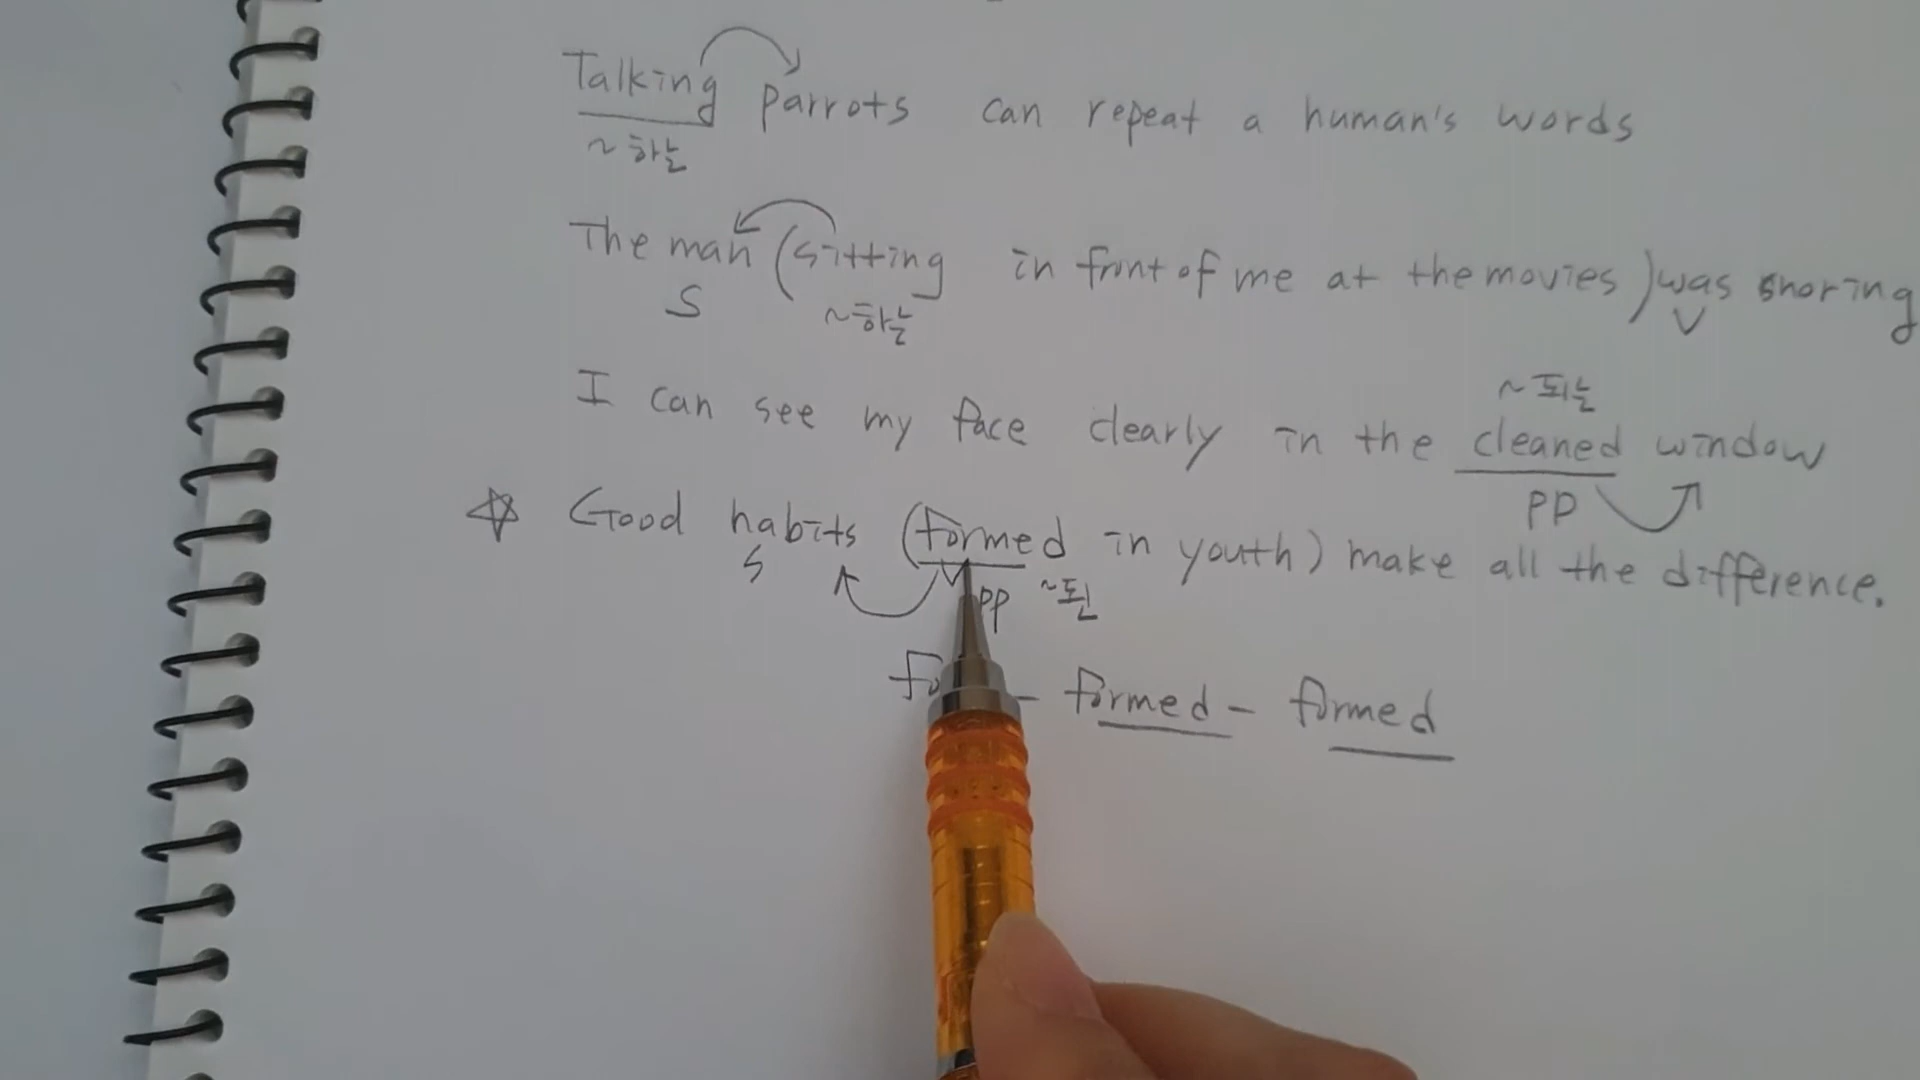 Talking parrots can repeat a human's words
~하는
The man (sitting in front of me at the movies) was snoring
S ~하는 V
~되는
I can see my face clearly in the cleaned window
PP
☆ Good habits (formed in youth) make all the difference.
S PP ~된
- formed - formed